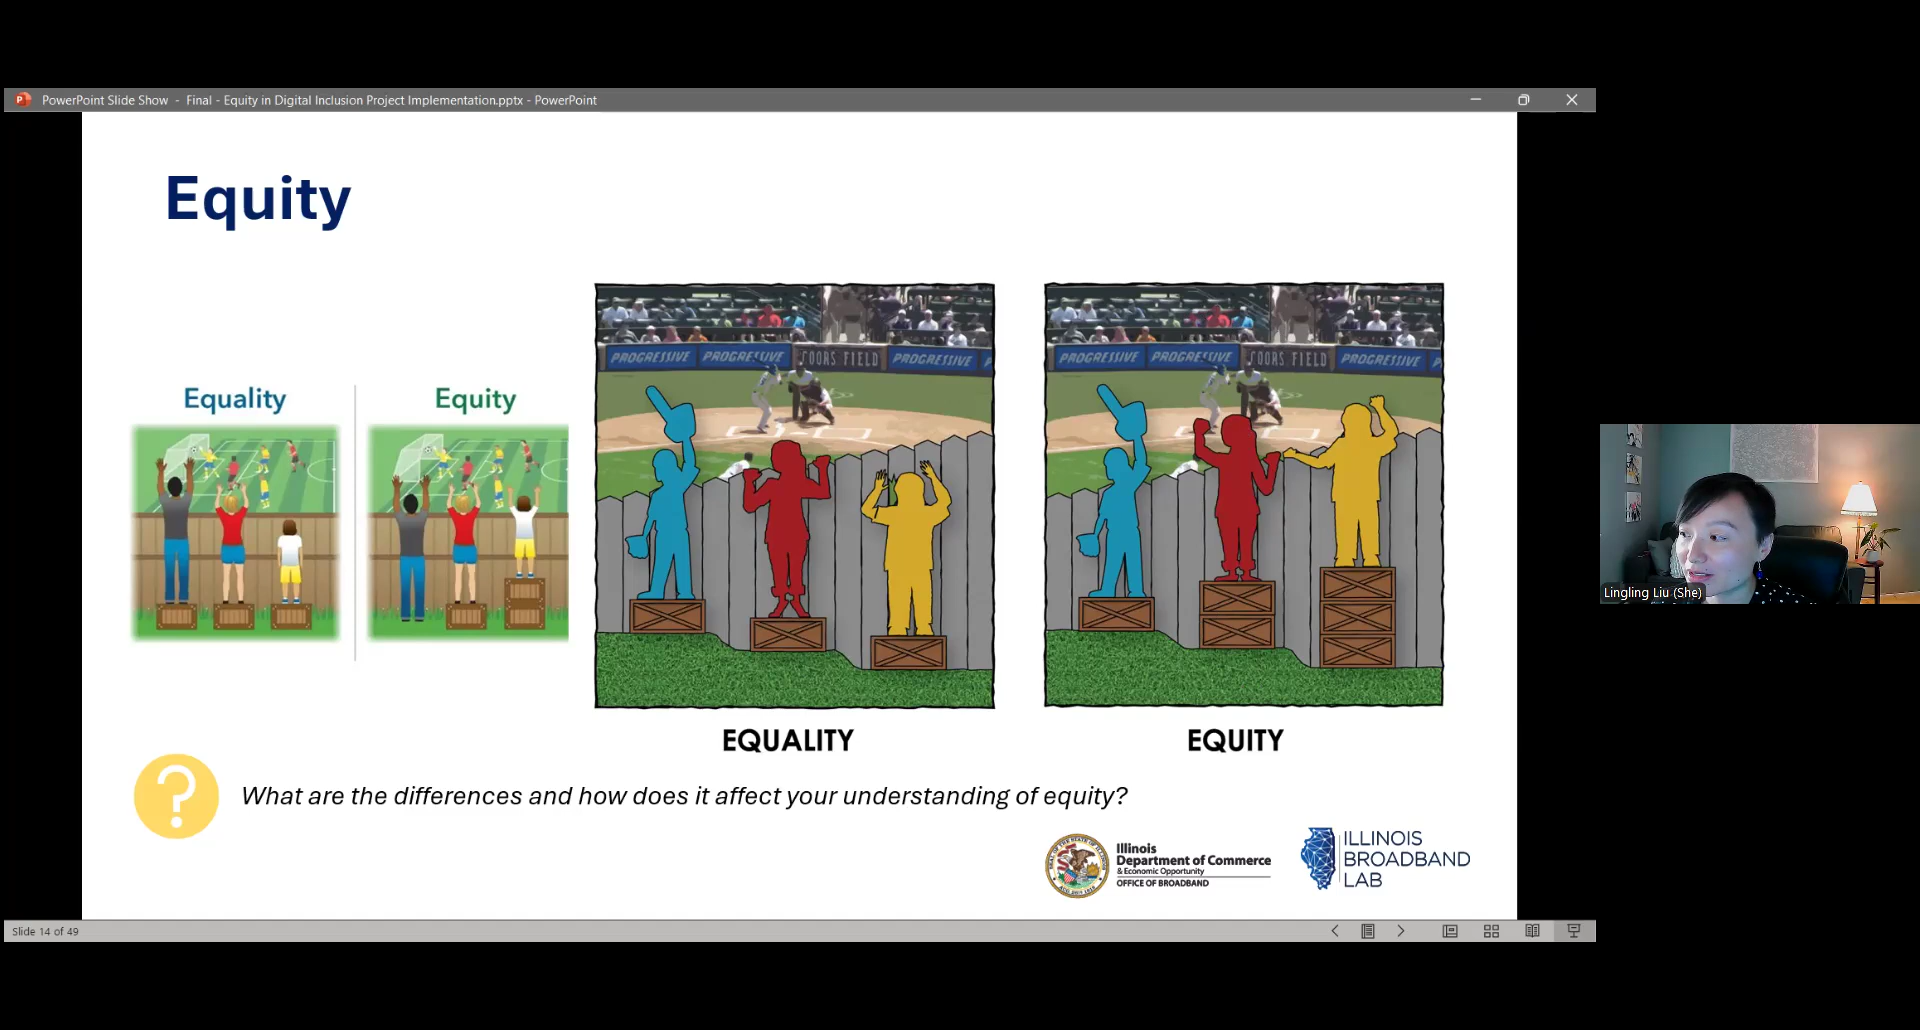 PowerPoint Slide Show - Final - Equity in Digital Inclusion Project Implementation.pptx - PowerPoint
Equity
Equality
Equity
PROGRESSIVE PROGRESSIVE COORS FIELD PROGRESSIVE
PROGRESSIVE PROGRESSIVE COORS FIELD PROGRESSIVE
EQUALITY
EQUITY
What are the differences and how does it affect your understanding of equity?
Illinois
Department of Commerce
& Economic Opportunity
OFFICE OF BROADBAND
ILLINOIS
BROADBAND
LAB
Slide 14 of 49
Lingling Liu (She)